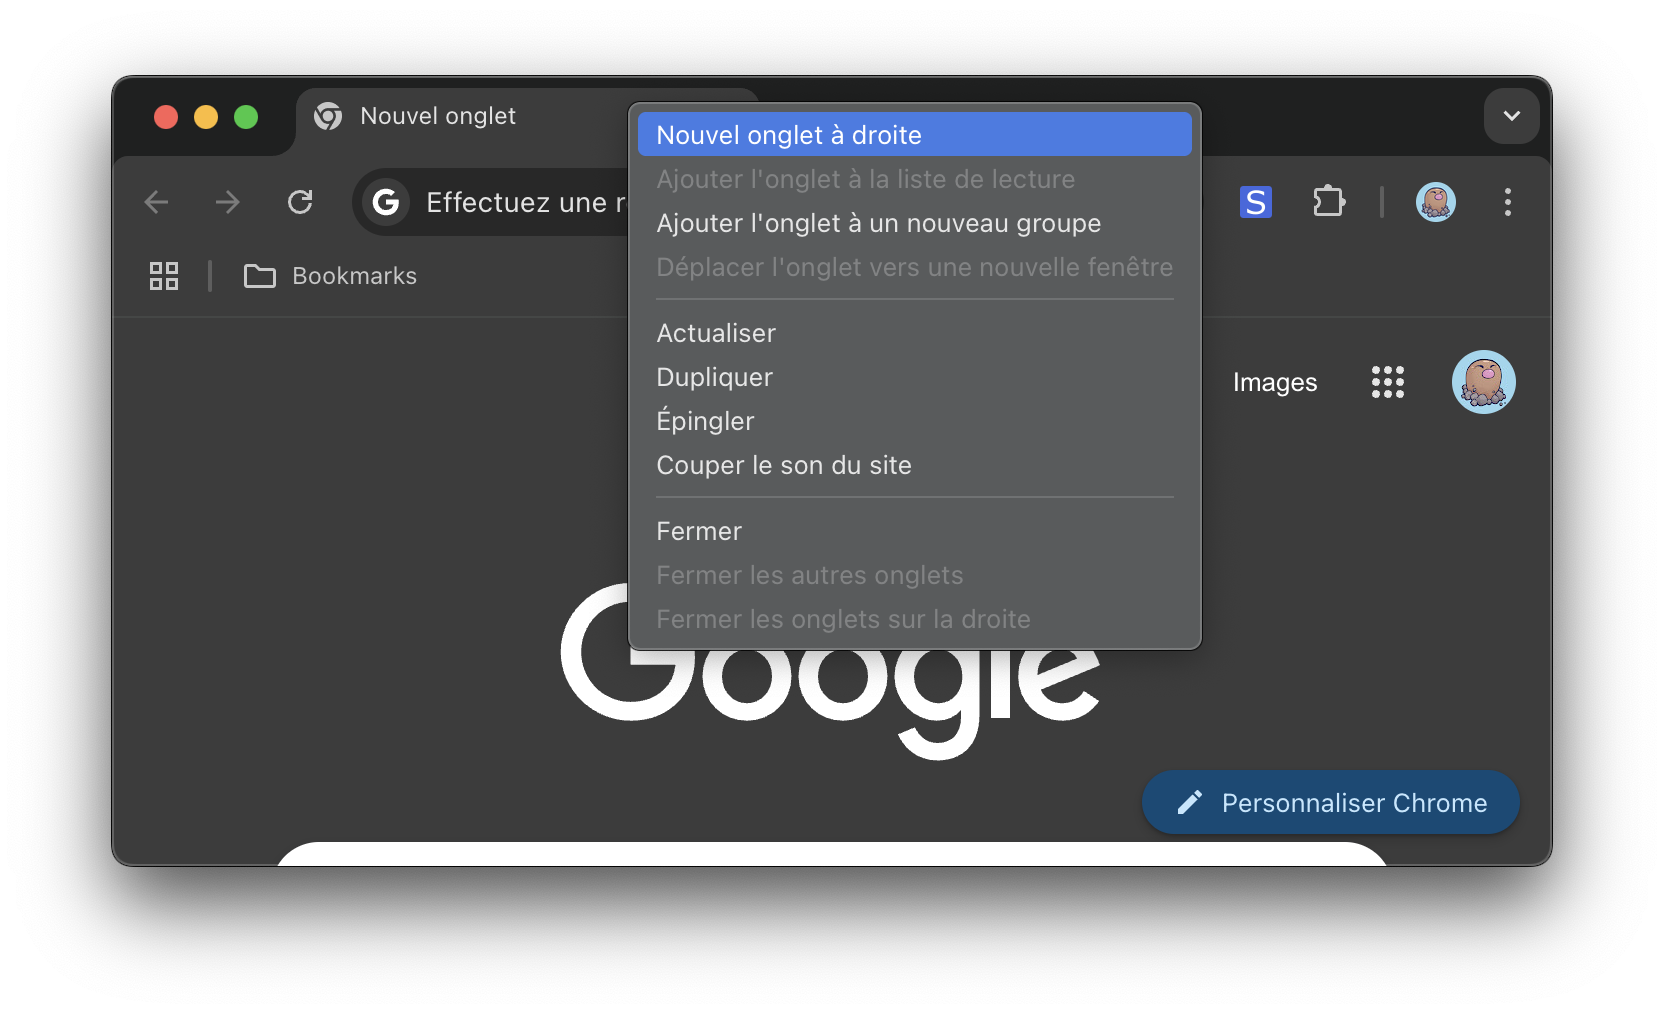 Nouvel onglet
Nouvel onglet à droite
Ajouter l'onglet à la liste de lecture
G Effectuez une
S
Ajouter l'onglet à un nouveau groupe
Déplacer l'onglet vers une nouvelle fenêtre
Bookmarks
Actualiser
Dupliquer
Épingler
Couper le son du site
Images
Fermer
Fermer les autres onglets
Fermer les onglets sur la droite
Google
Personnaliser Chrome